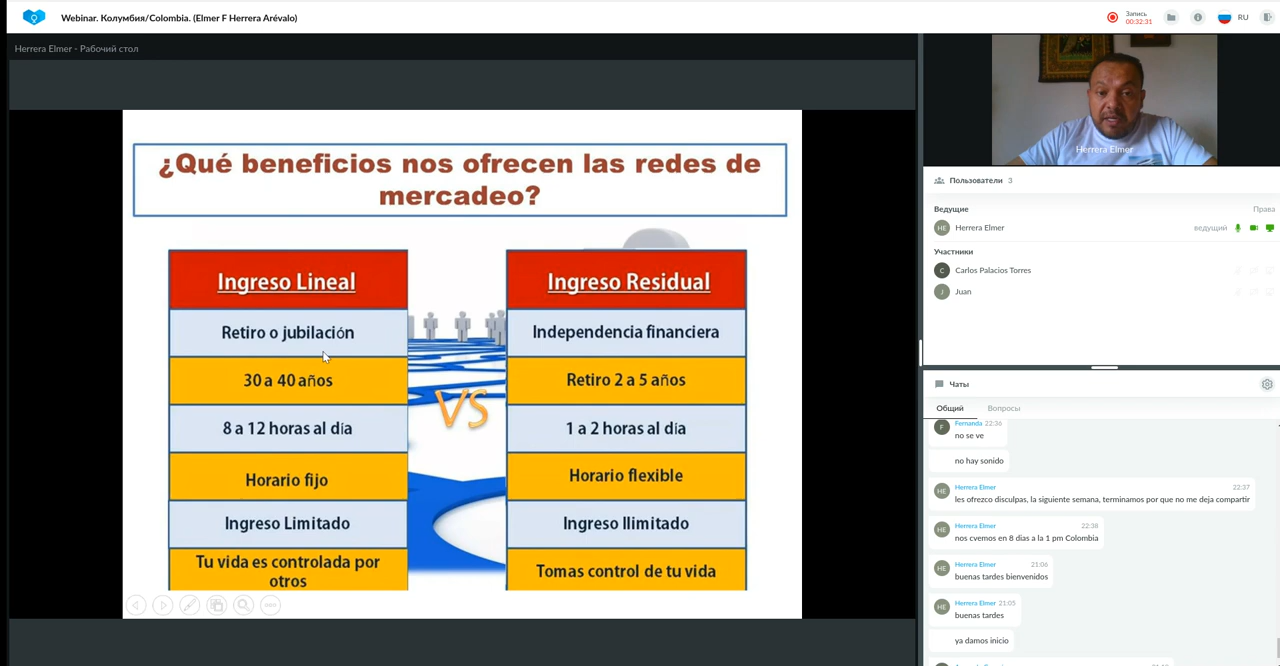 Webinar. Колумбия/Colombia. (Elmer F Herrera Arévalo)
Запись
00:32:31
RU
Herrera Elmer - Рабочий стол
¿Qué beneficios nos ofrecen las redes de
mercadeo?
Ingreso Lineal
Retiro o jubilación
30 a 40 años
8 a 12 horas al día
Horario fijo
Ingreso Limitado
Tu vida es controlada por
otros
VS
Ingreso Residual
Independencia financiera
Retiro 2 a 5 años
1 a 2 horas al día
Horario flexible
Ingreso Ilimitado
Tomas control de tu vida
Herrera Elmer
Пользователи 3
Ведущие Права
HE Herrera Elmer ведущий
Участники
C Carlos Palacios Torres
J Juan
Чаты
Общий Вопросы
F Fernanda 22:36
no se ve
no hay sonido
HE Herrera Elmer 22:37
les ofrezco disculpas, la siguiente semana, terminamos por que no me deja compartir
HE Herrera Elmer 22:38
nos cvemos en 8 dias a la 1 pm Colombia
HE Herrera Elmer 21:06
buenas tardes bienvenidos
HE Herrera Elmer 21:05
buenas tardes
ya damos inicio